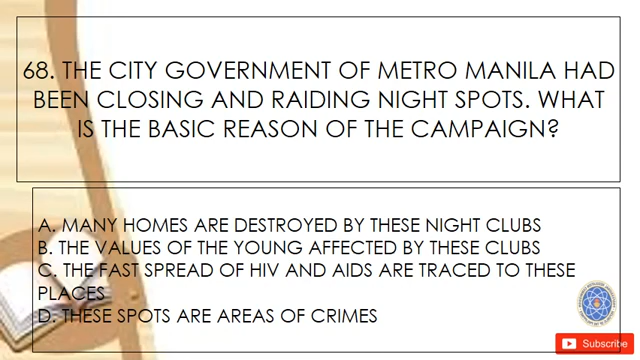 68. THE CITY GOVERNMENT OF METRO MANILA HAD
BEEN CLOSING AND RAIDING NIGHT SPOTS. WHAT
IS THE BASIC REASON OF THE CAMPAIGN?
A. MANY HOMES ARE DESTROYED BY THESE NIGHT CLUBS
B. THE VALUES OF THE YOUNG AFFECTED BY THESE CLUBS
C. THE FAST SPREAD OF HIV AND AIDS ARE TRACED TO THESE
PLACES
D. THESE SPOTS ARE AREAS OF CRIMES
Subscribe